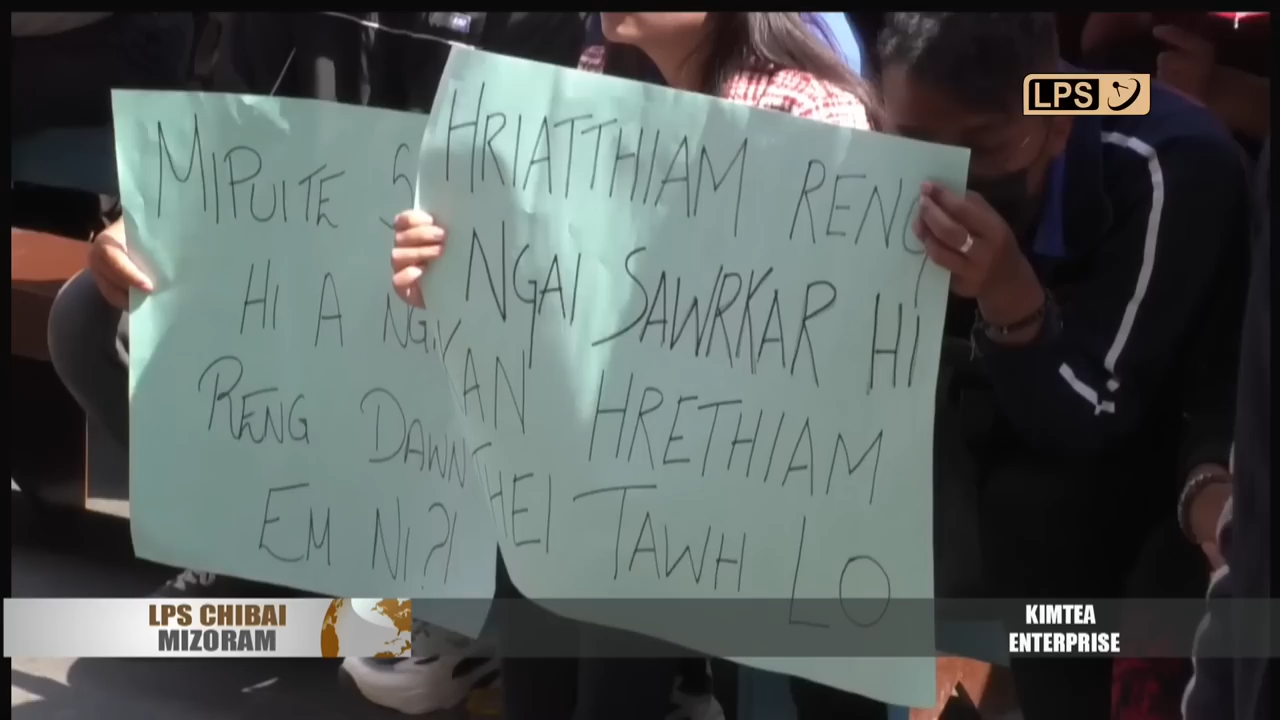 LPS
MIPUITE
HI A
RENG DAWN
EM NI?!
HRIATTHIAM RENG
NGAI SAWRKAR HI
AN HRETHIAM
THEI TAWH LO
LPS CHIBAI
MIZORAM
KIMTEA
ENTERPRISE